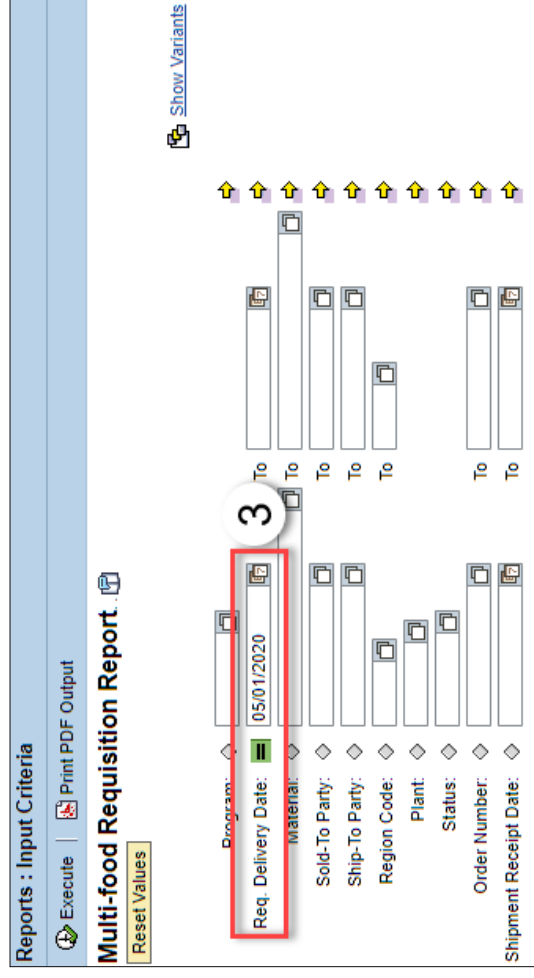 Reports : Input Criteria
Execute | Print PDF Output
Multi-food Requisition Report
Reset Values
Show Variants
Program:
Req. Delivery Date: 05/01/2020 To
3
Material: To
Sold-To Party: To
Ship-To Party: To
Region Code: To
Plant:
Status:
Order Number: To
Shipment Receipt Date: To